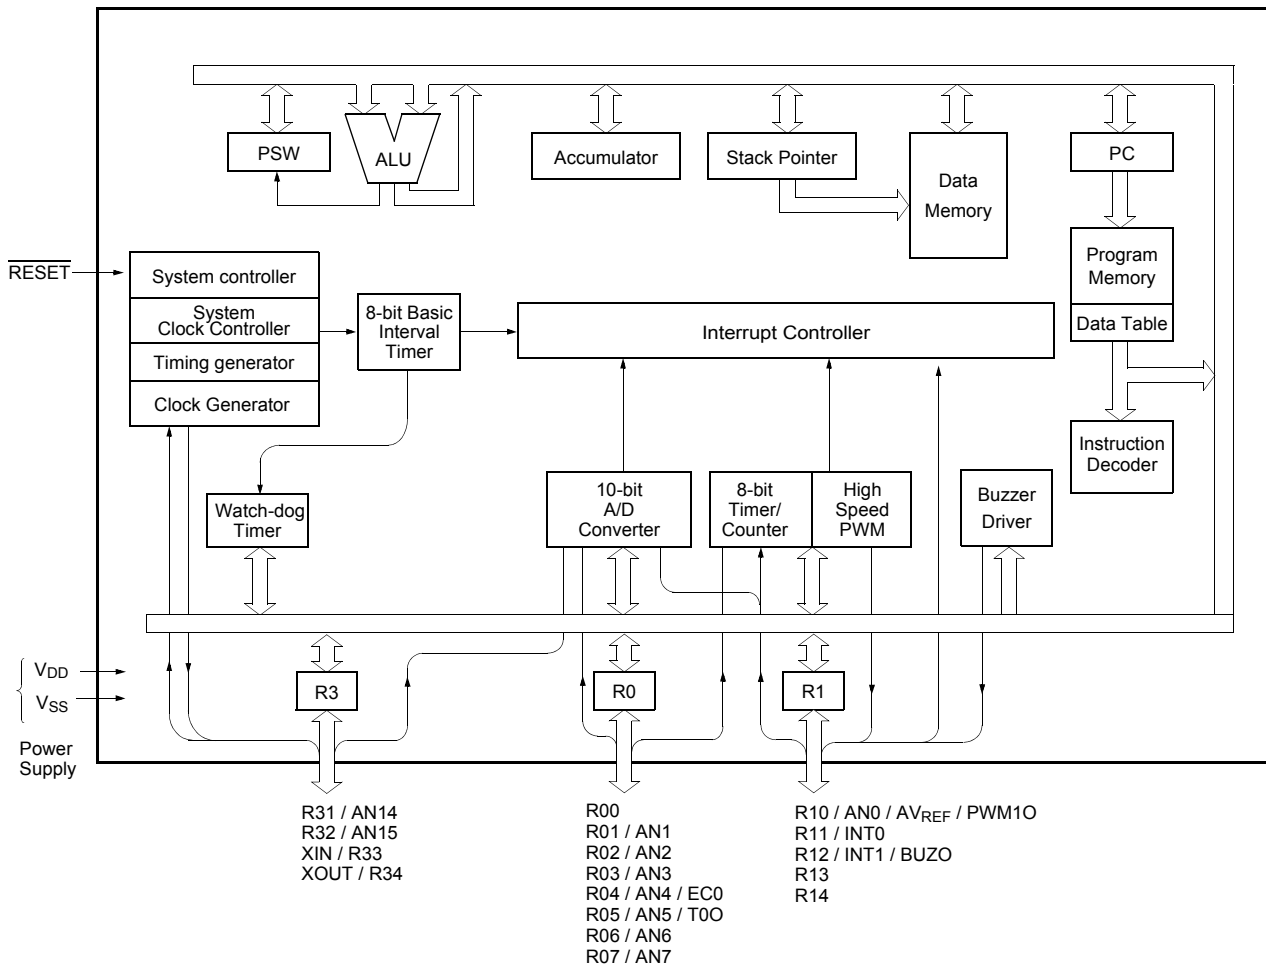 PSW
ALU
Accumulator
Stack Pointer
Data
Memory
PC
Program
Memory
Data Table
Instruction
Decoder
RESET
System controller
System
Clock Controller
Timing generator
Clock Generator
8-bit Basic
Interval
Timer
Interrupt Controller
Watch-dog
Timer
10-bit
A/D
Converter
8-bit
Timer/
Counter
High
Speed
PWM
Buzzer
Driver
VDD
VSS
Power
Supply
R3
R0
R1
R31 / AN14
R32 / AN15
XIN / R33
XOUT / R34
R00
R01 / AN1
R02 / AN2
R03 / AN3
R04 / AN4 / EC0
R05 / AN5 / T0O
R06 / AN6
R07 / AN7
R10 / AN0 / AVREF / PWM1O
R11 / INT0
R12 / INT1 / BUZO
R13
R14